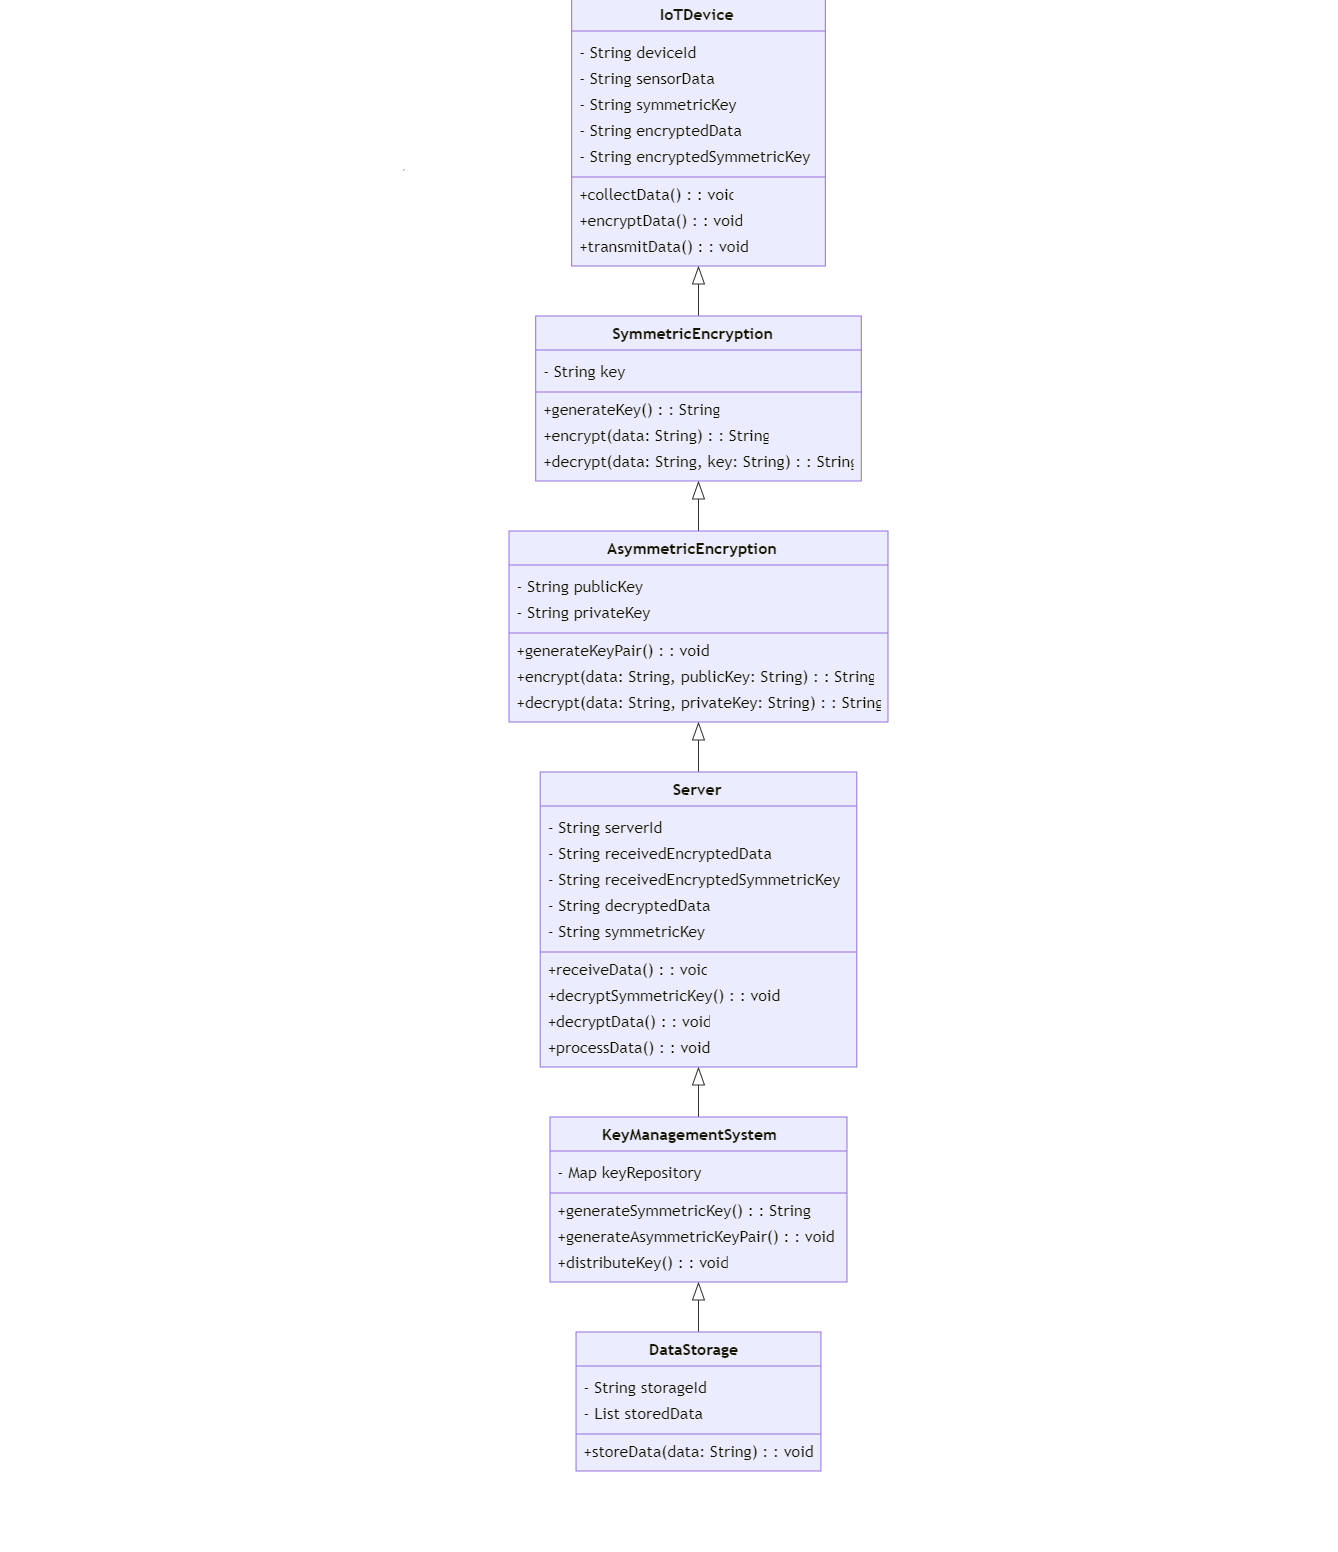 IoTDevice
- String deviceId
- String sensorData
- String symmetricKey
- String encryptedData
- String encryptedSymmetricKey
+collectData() : : void
+encryptData() : : void
+transmitData() : : void
SymmetricEncryption
- String key
+generateKey() : : String
+encrypt(data: String) : : String
+decrypt(data: String, key: String) : : String
AsymmetricEncryption
- String publicKey
- String privateKey
+generateKeyPair() : : void
+encrypt(data: String, publicKey: String) : : String
+decrypt(data: String, privateKey: String) : : String
Server
- String serverId
- String receivedEncryptedData
- String receivedEncryptedSymmetricKey
- String decryptedData
- String symmetricKey
+receiveData() : : void
+decryptSymmetricKey() : : void
+decryptData() : : void
+processData() : : void
KeyManagementSystem
- Map keyRepository
+generateSymmetricKey() : : String
+generateAsymmetricKeyPair() : : void
+distributeKey() : : void
DataStorage
- String storageId
- List storedData
+storeData(data: String) : : void